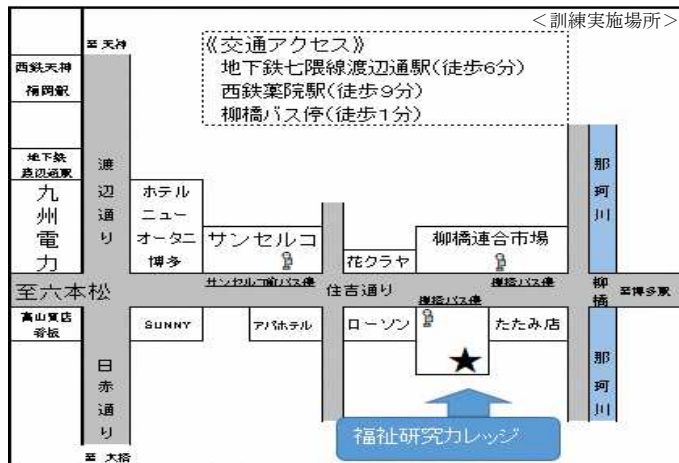 ＜訓練実施場所＞
至 天神
《交通アクセス》
地下鉄七隈線渡辺通駅(徒歩6分)
西鉄薬院駅(徒歩9分)
柳橋バス停(徒歩1分)
西鉄天神
福岡駅
地下鉄
渡辺通駅
九州電力
渡辺通り
ホテル
ニュー
オータニ
博多
サンセルコ
花クラヤ
柳橋連合市場
那珂川
サンセルコ前バス停
柳橋バス停
至六本松
住吉通り
柳橋バス停
柳橋
至博多駅
高山質店
看板
SUNNY
アパホテル
ローソン
たたみ店
日赤通り
那珂川
福祉研究カレッジ
至 大橋